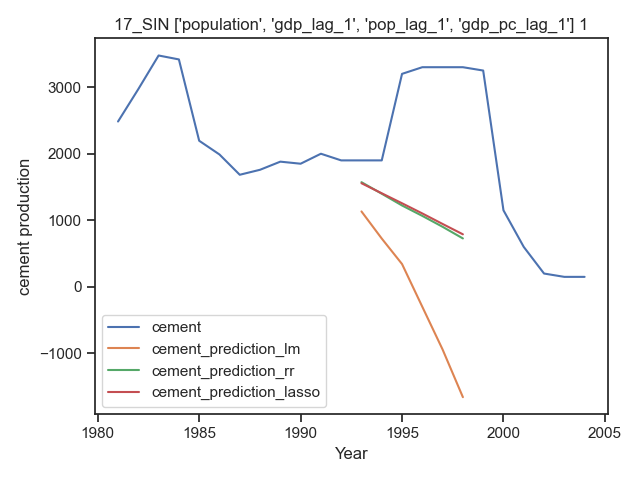 17_SIN ['population', 'gdp_lag_1', 'pop_lag_1', 'gdp_pc_lag_1'] 1
3000
2000
1000
0
−1000
cement production
cement
cement_prediction_lm
cement_prediction_rr
cement_prediction_lasso
1980 1985 1990 1995 2000 2005
Year